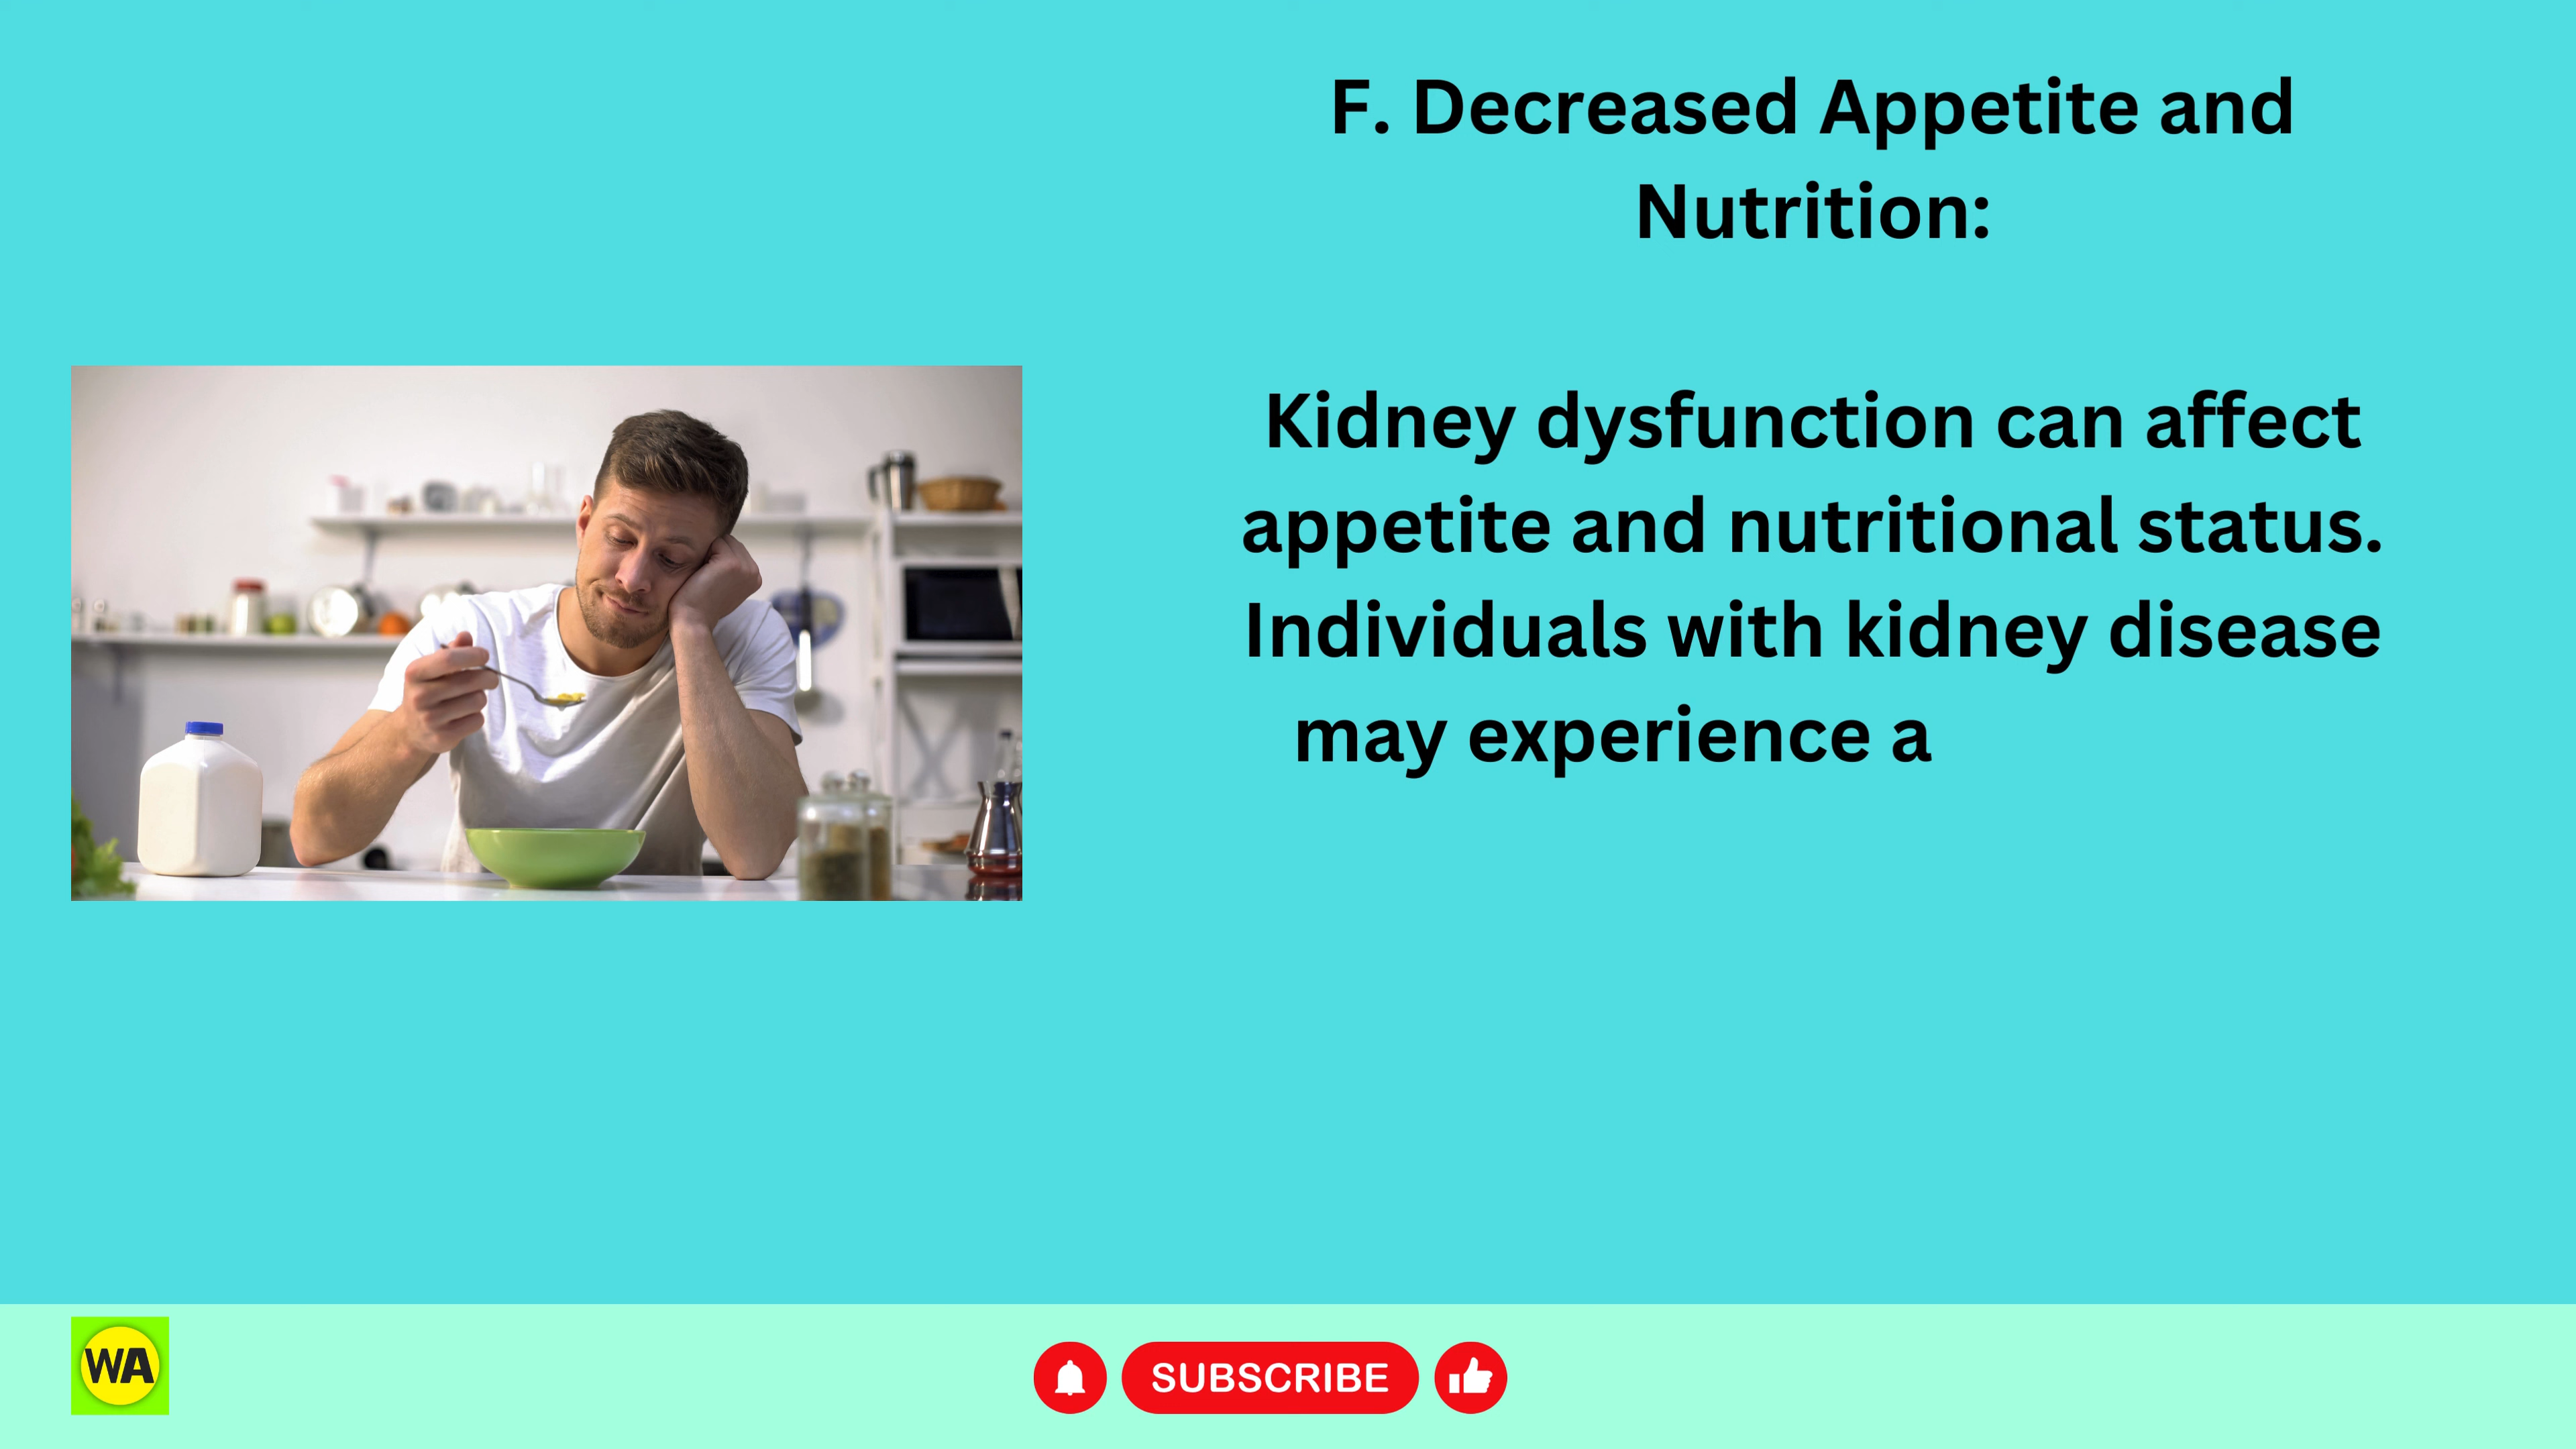 F. Decreased Appetite and
Nutrition:
Kidney dysfunction can affect
appetite and nutritional status.
Individuals with kidney disease
may experience a
WA
SUBSCRIBE